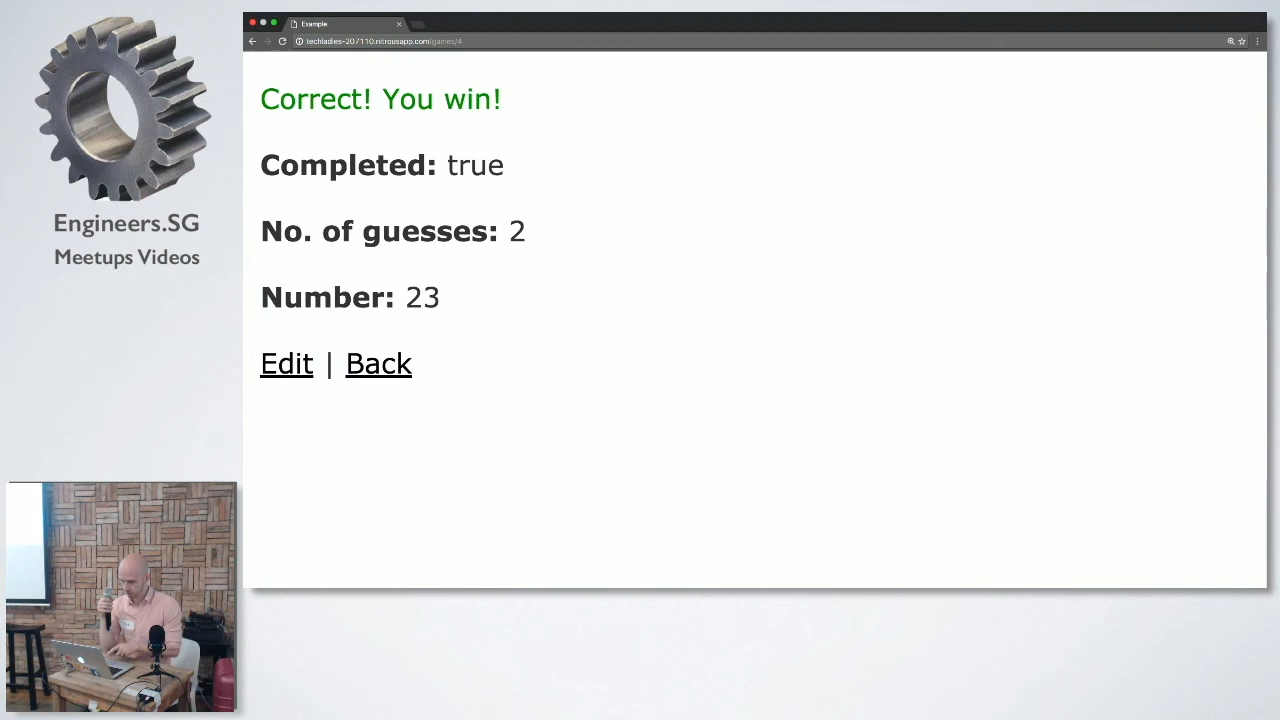 Example
techladies-207110.nitrousapp.com/games/4
Correct! You win!
Completed: true
No. of guesses: 2
Number: 23
Edit | Back
Engineers.SG
Meetups Videos